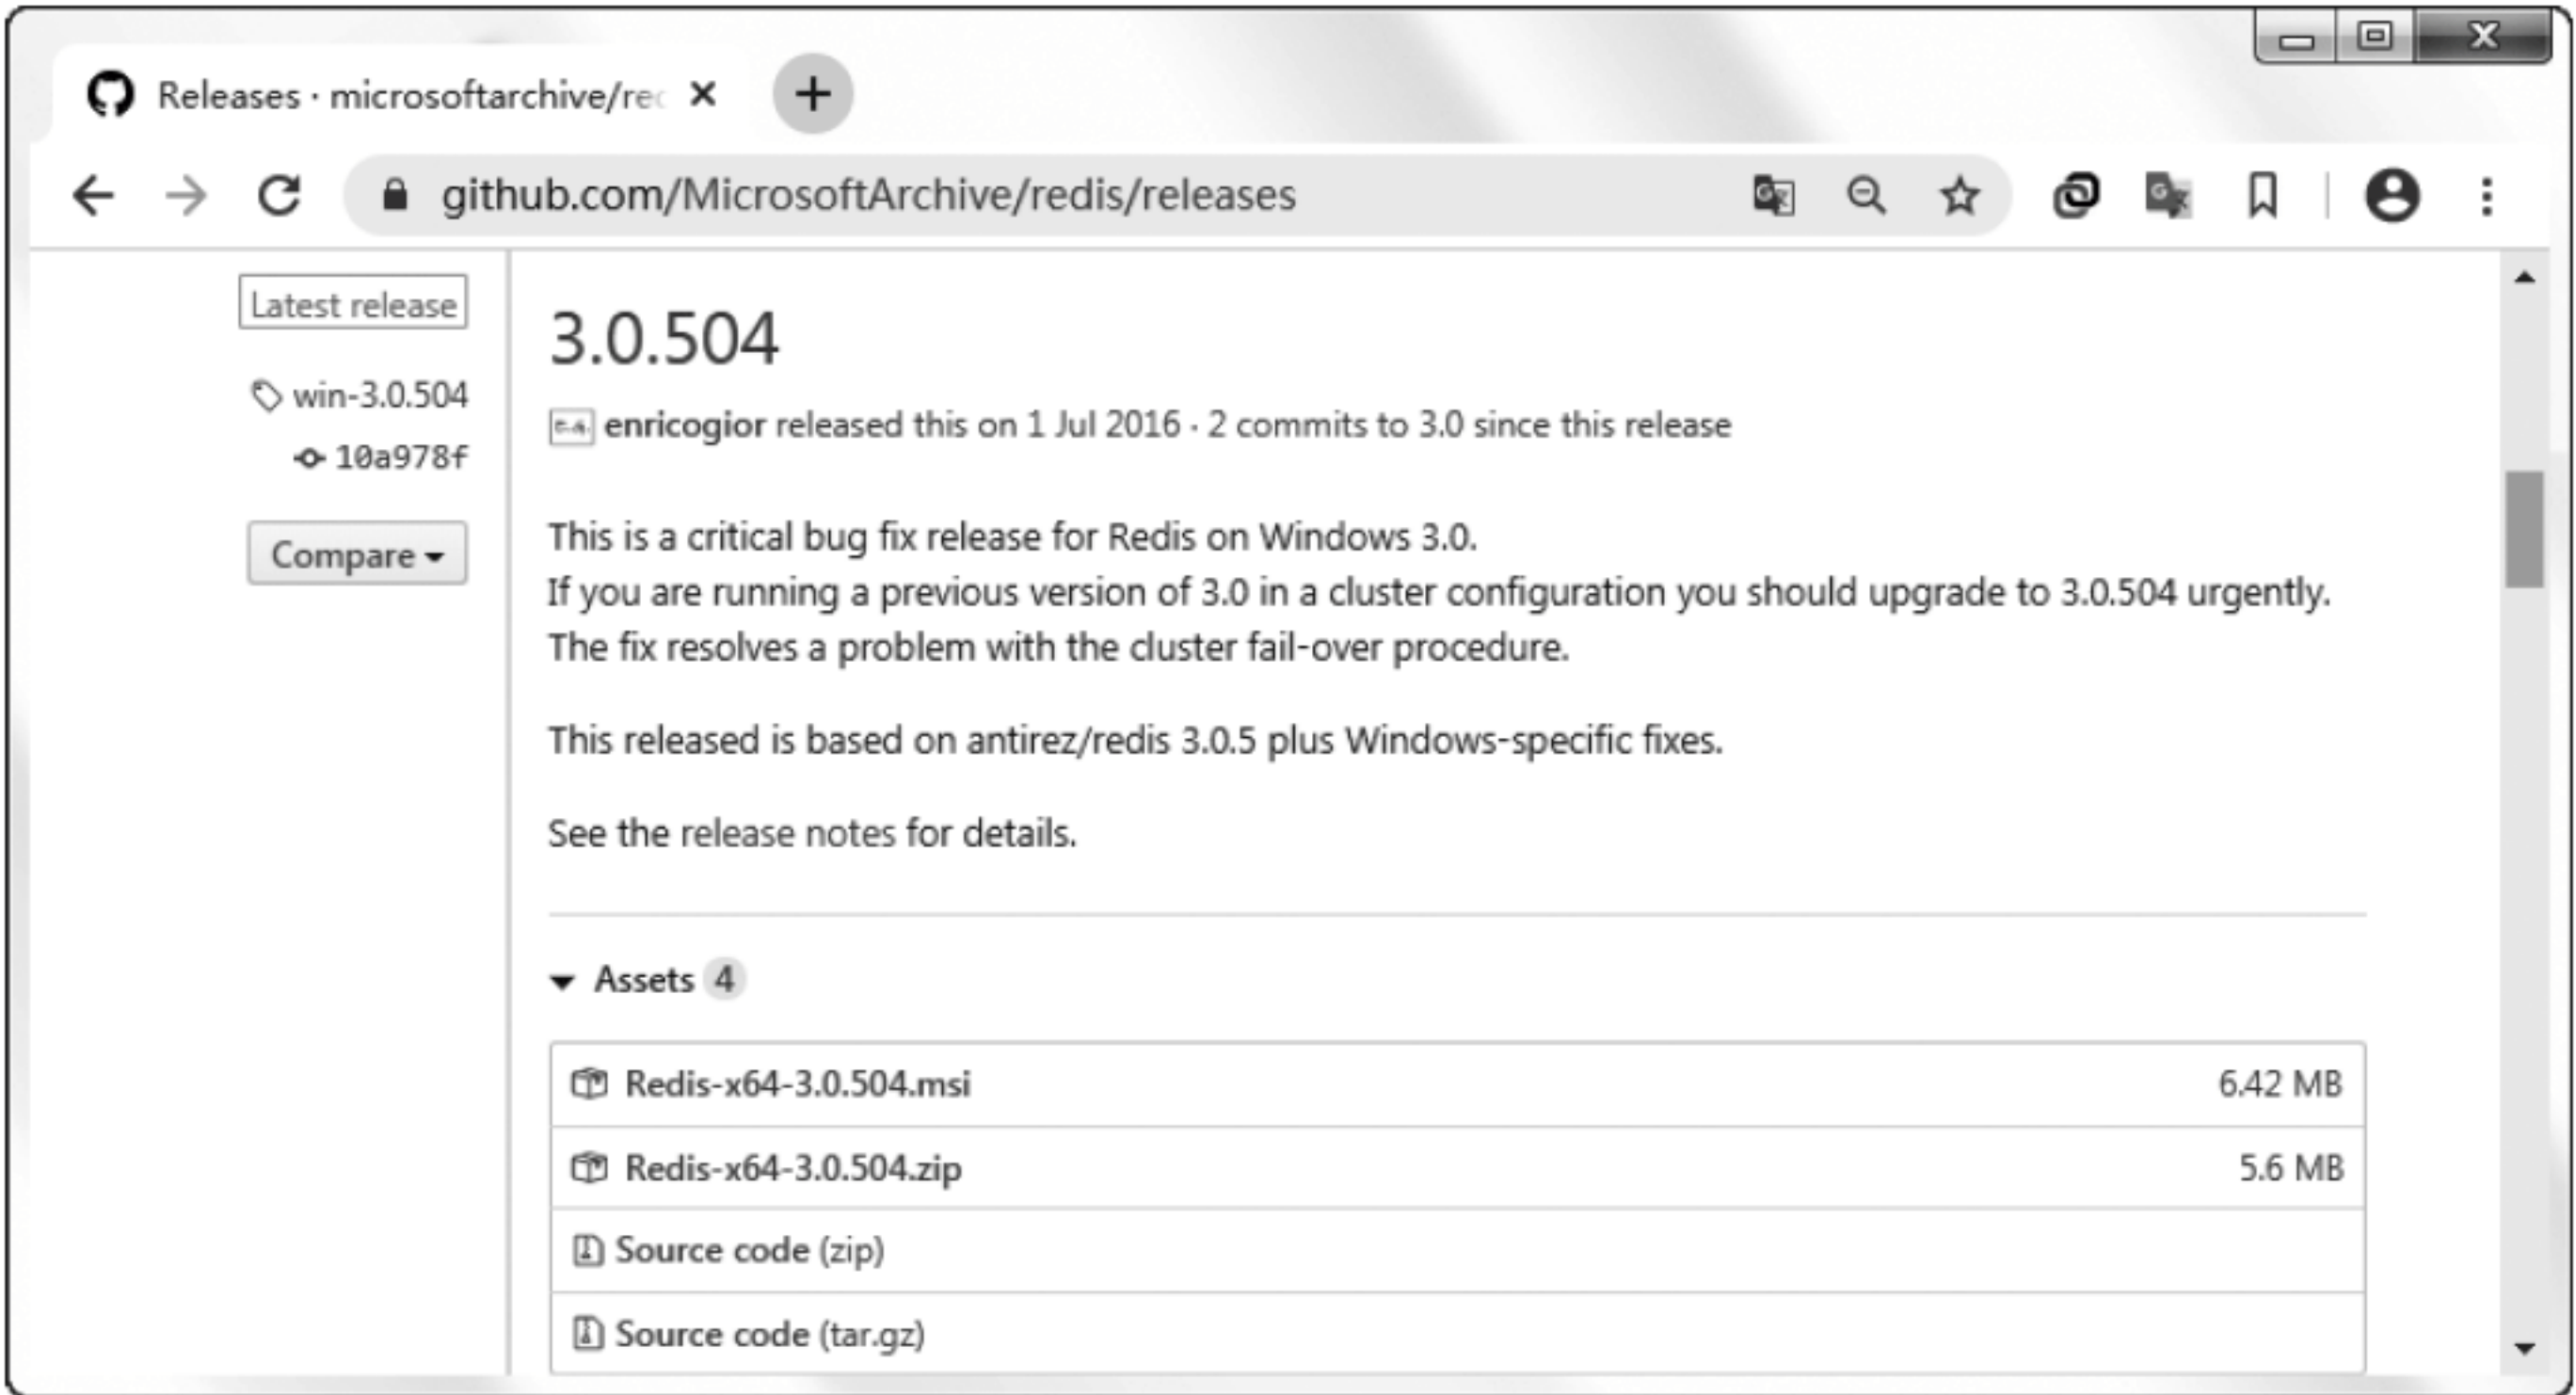 Releases · microsoftarchive/re
github.com/MicrosoftArchive/redis/releases
Latest release
win-3.0.504
10a978f
Compare
3.0.504
enricogior released this on 1 Jul 2016 · 2 commits to 3.0 since this release
This is a critical bug fix release for Redis on Windows 3.0.
If you are running a previous version of 3.0 in a cluster configuration you should upgrade to 3.0.504 urgently.
The fix resolves a problem with the cluster fail-over procedure.
This released is based on antirez/redis 3.0.5 plus Windows-specific fixes.
See the release notes for details.
Assets 4
Redis-x64-3.0.504.msi 6.42 MB
Redis-x64-3.0.504.zip 5.6 MB
Source code (zip)
Source code (tar.gz)